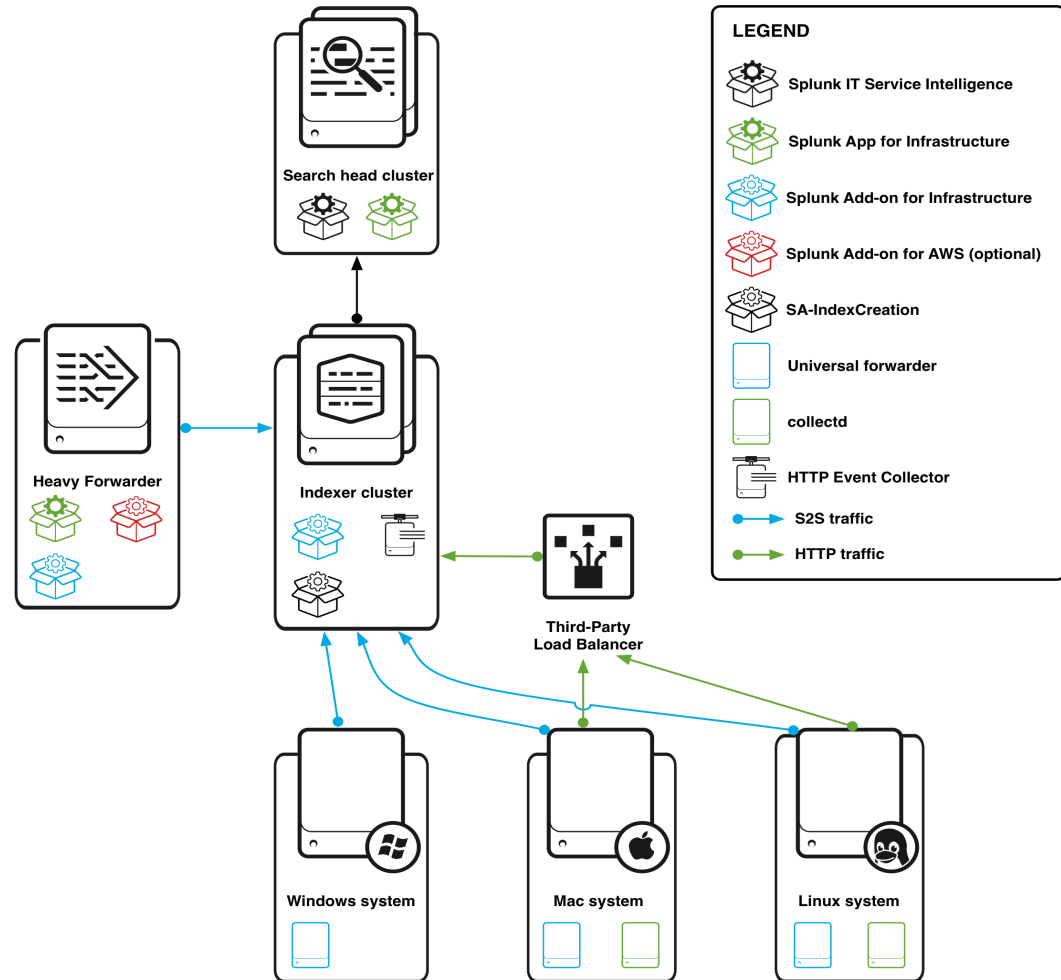 LEGEND
Splunk IT Service Intelligence
Splunk App for Infrastructure
Splunk Add-on for Infrastructure
Splunk Add-on for AWS (optional)
SA-IndexCreation
Universal forwarder
collectd
HTTP Event Collector
S2S traffic
HTTP traffic
Search head cluster
Heavy Forwarder
Indexer cluster
Third-Party
Load Balancer
Windows system
Mac system
Linux system